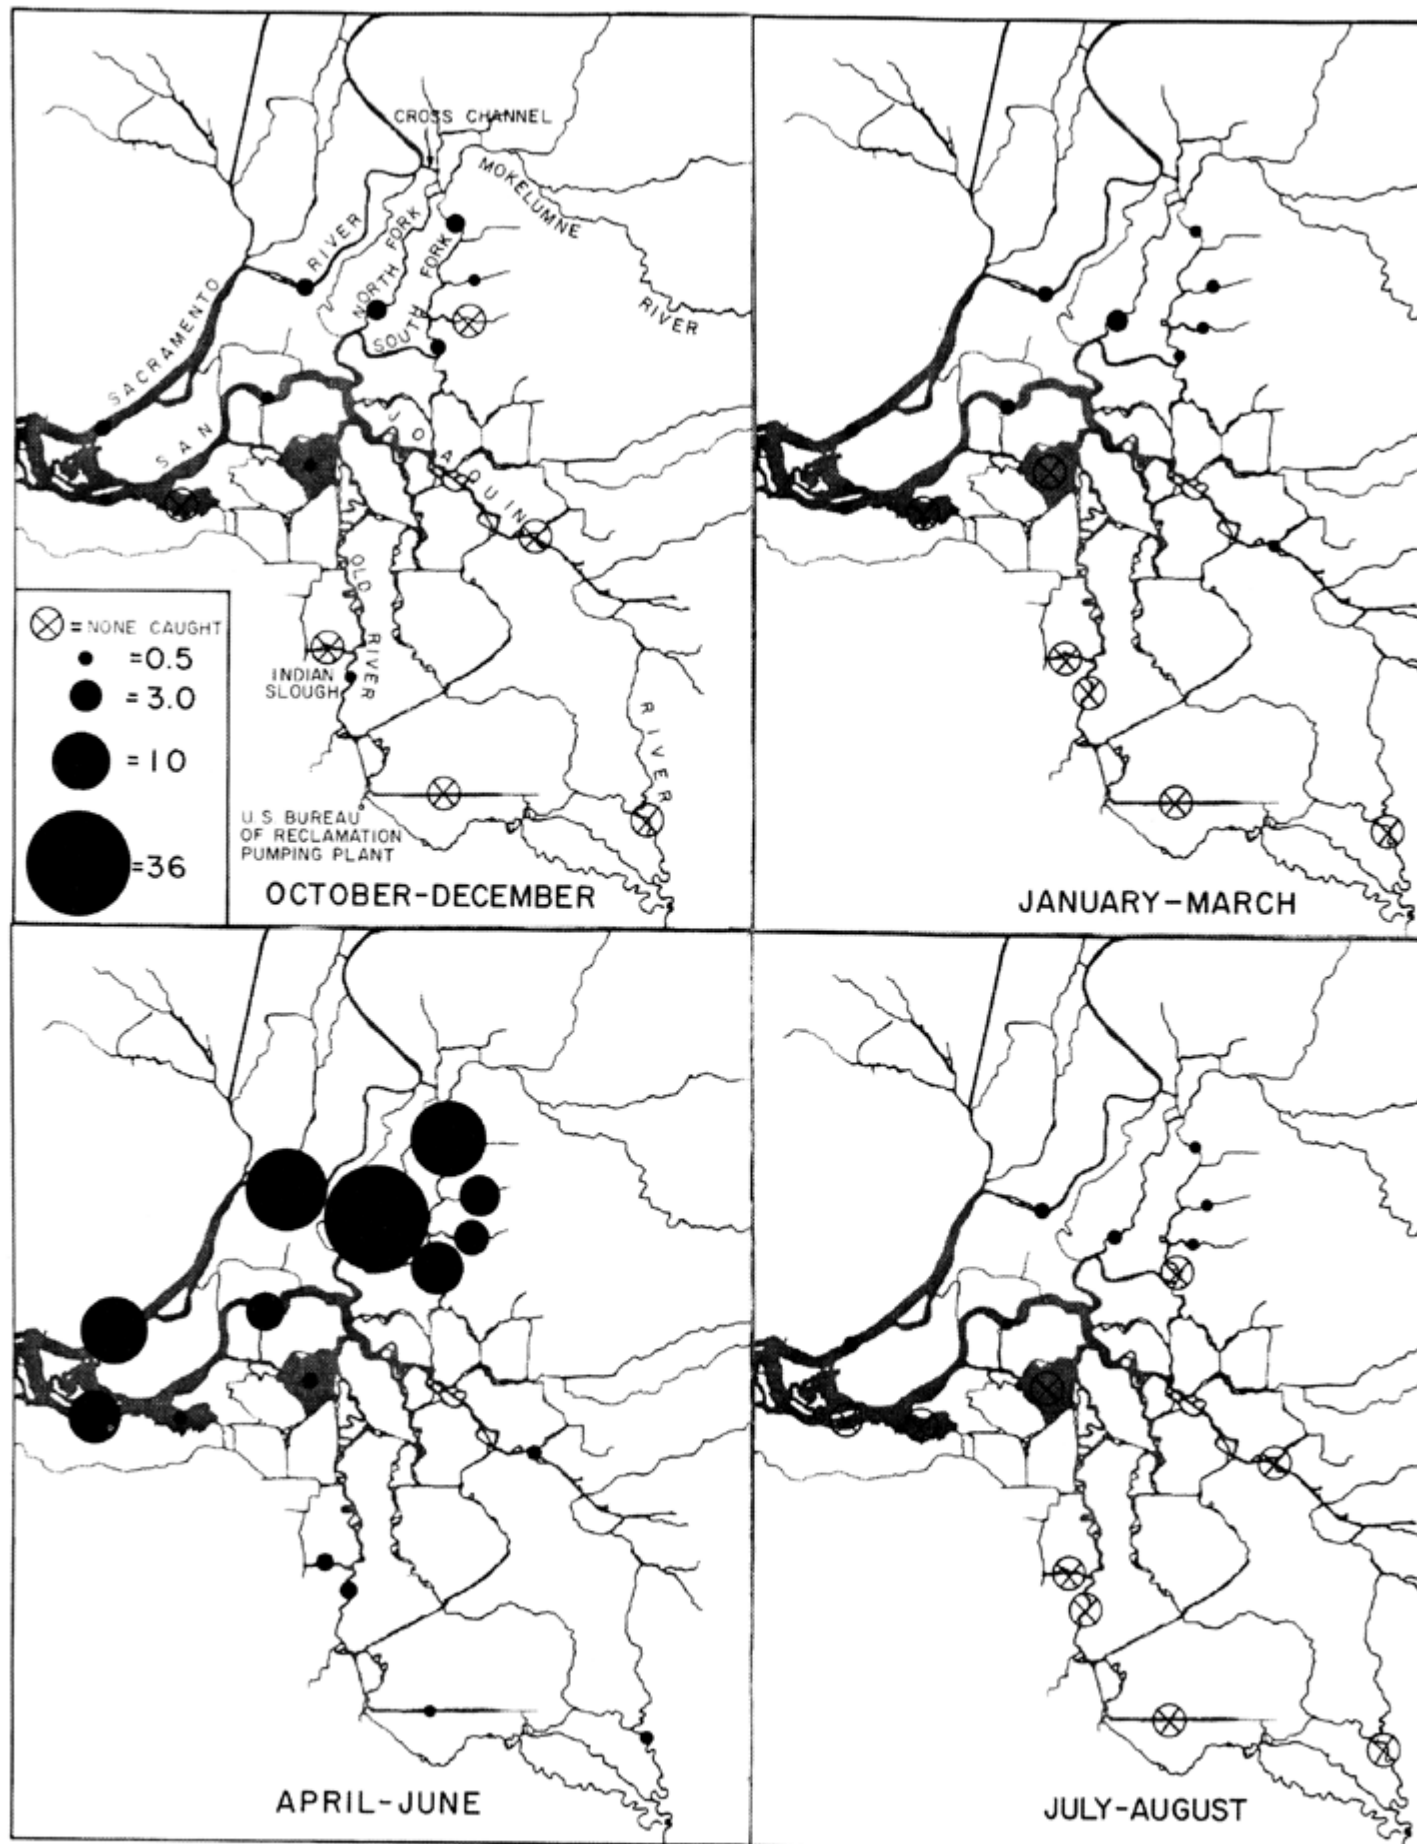 CROSS CHANNEL
MOKELUMNE
RIVER
RIVER
NORTH FORK
SOUTH FORK
SACRAMENTO
SAN JOAQUIN
OLD RIVER
RIVER
INDIAN
SLOUGH
U.S. BUREAU
OF RECLAMATION
PUMPING PLANT
⊗ = NONE CAUGHT
=0.5
=3.0
=10
=36
OCTOBER-DECEMBER
JANUARY-MARCH
APRIL-JUNE
JULY-AUGUST